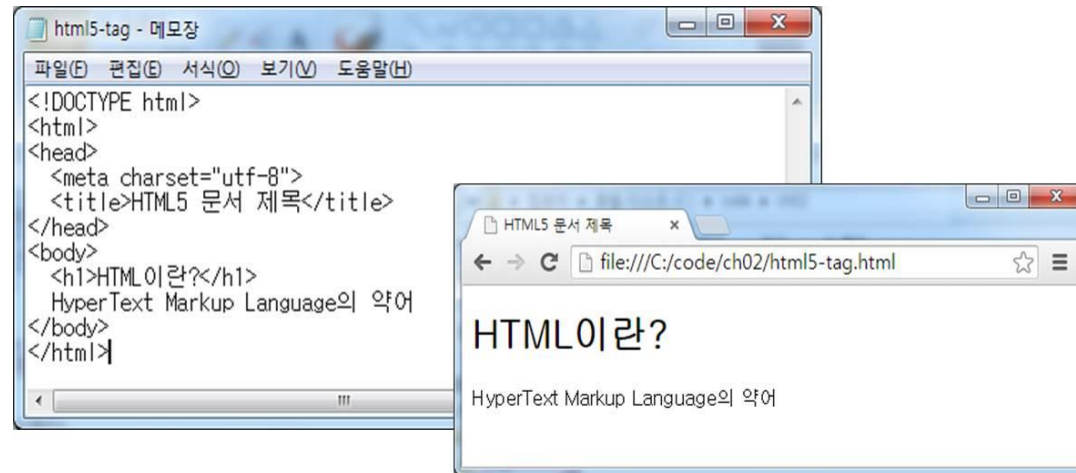 html5-tag - 메모장
파일(F) 편집(E) 서식(O) 보기(V) 도움말(H)
<!DOCTYPE html>
<html>
<head>
<meta charset="utf-8">
<title>HTML5 문서 제목</title>
</head>
<body>
<h1>HTML이란?</h1>
HyperText Markup Language의 약어
</body>
</html>
HTML5 문서 제목
file:///C:/code/ch02/html5-tag.html
HTML이란?
HyperText Markup Language의 약어